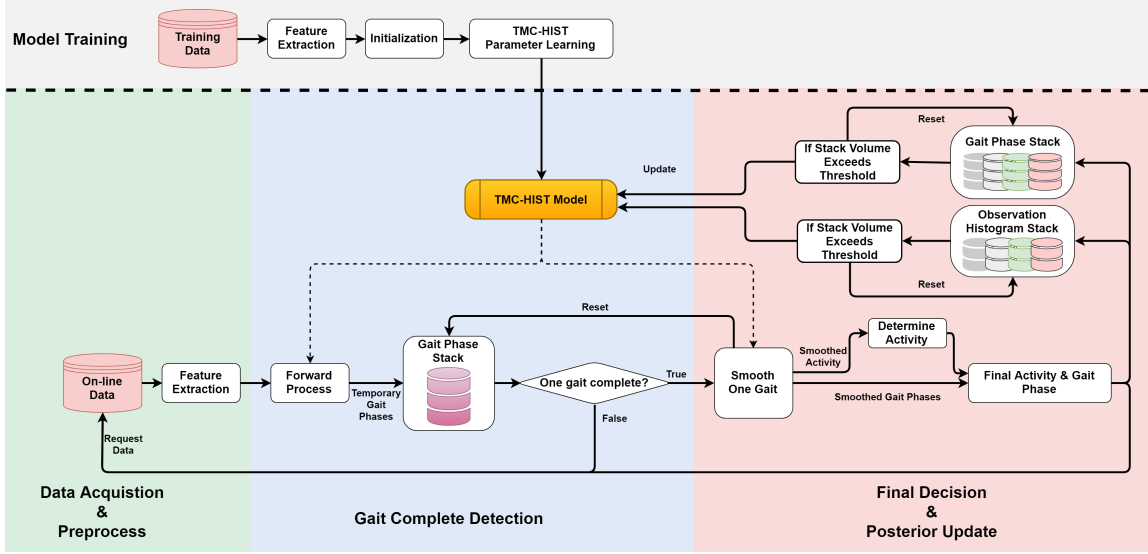 Model Training
Training
Data
Feature
Extraction
Initialization
TMC-HIST
Parameter Learning
TMC-HIST Model
Update
If Stack Volume
Exceeds
Threshold
Reset
Gait Phase Stack
If Stack Volume
Exceeds
Threshold
Reset
Observation
Histogram Stack
On-line
Data
Feature
Extraction
Forward
Process
Temporary
Gait
Phases
Gait Phase
Stack
Reset
One gait complete?
True
False
Smooth
One Gait
Smoothed
Activity
Determine
Activity
Smoothed Gait Phases
Final Activity & Gait
Phase
Request
Data
Data Acquistion
&
Preprocess
Gait Complete Detection
Final Decision
&
Posterior Update